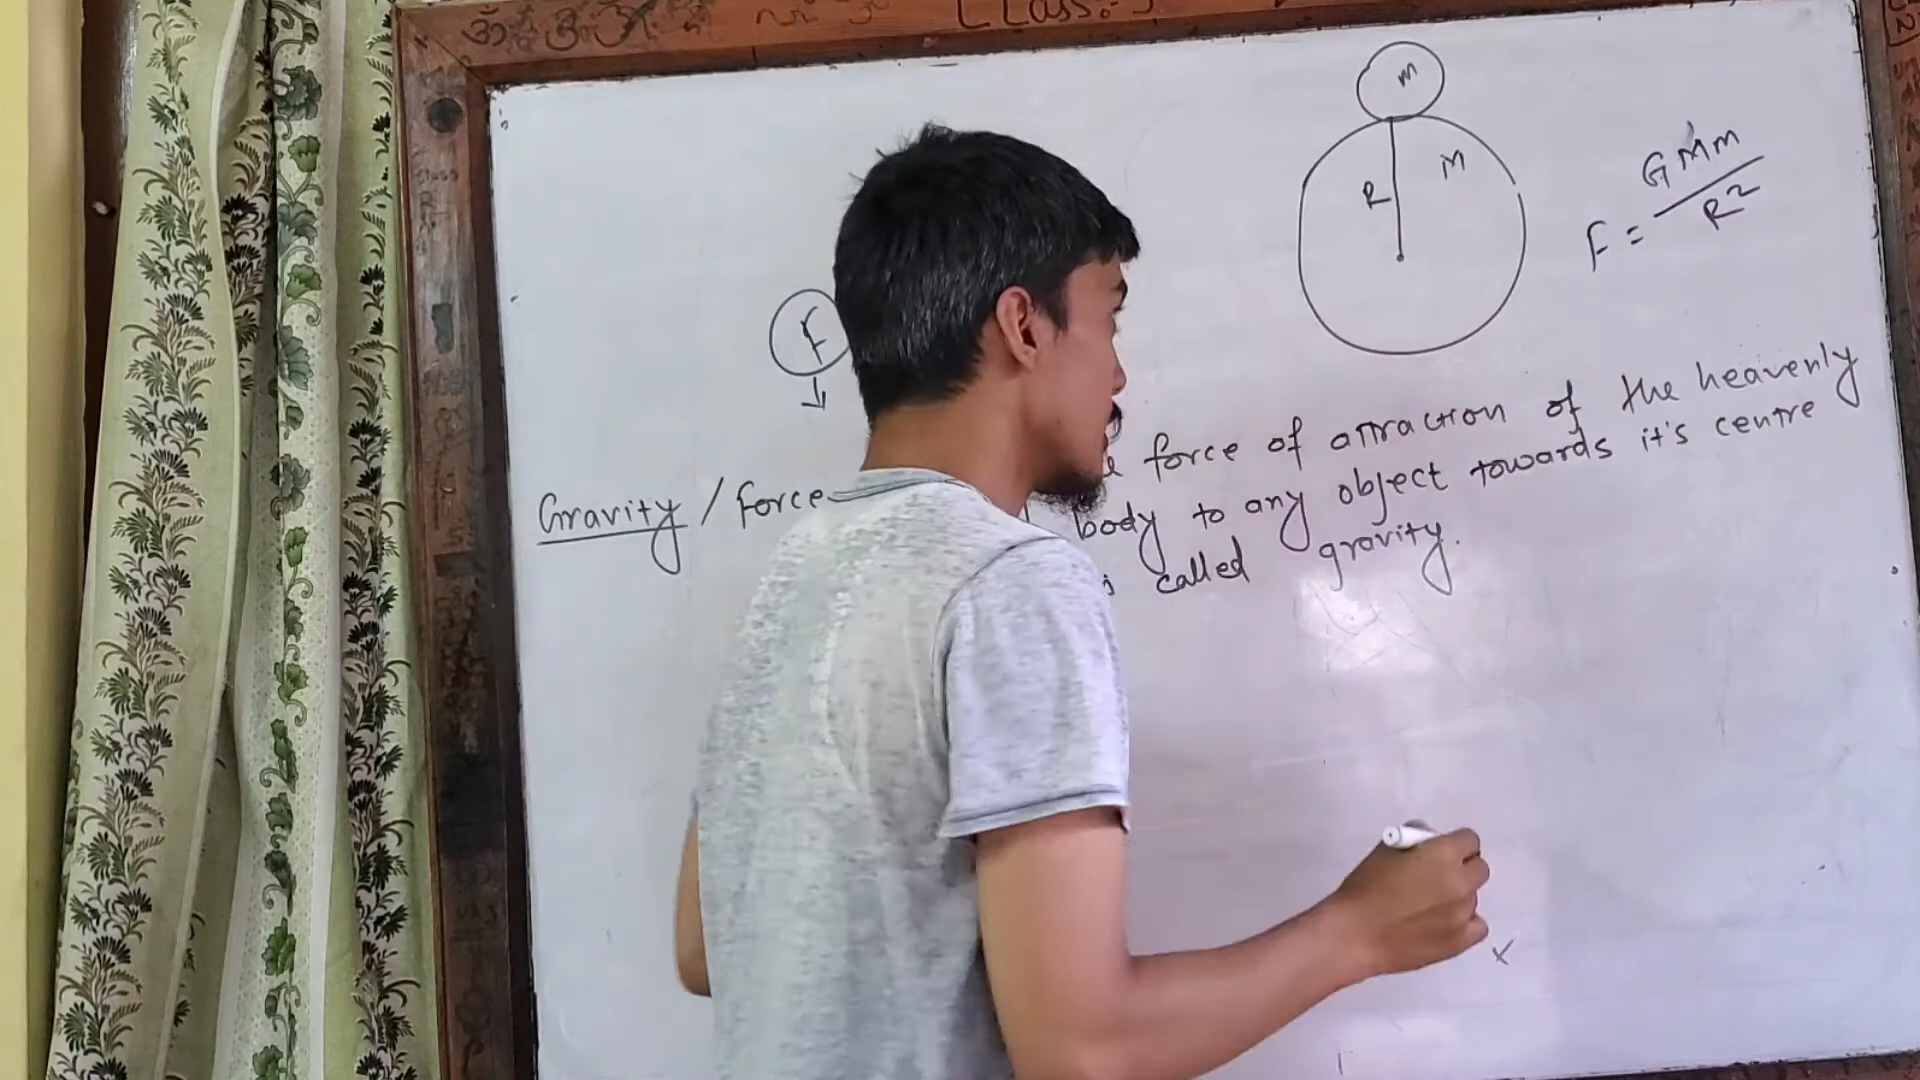 Class:
m
M
R
F = GMm / R²
F
force of attraction of the heavenly
Gravity / Force
body to any object towards it's centre
called gravity.
x